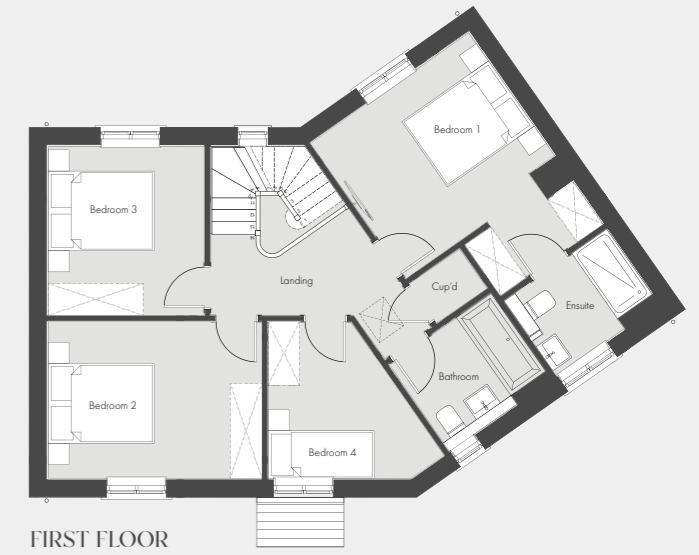 Bedroom 1
Bedroom 3
Landing
Cup'd
Ensuite
Bathroom
Bedroom 2
Bedroom 4
FIRST FLOOR